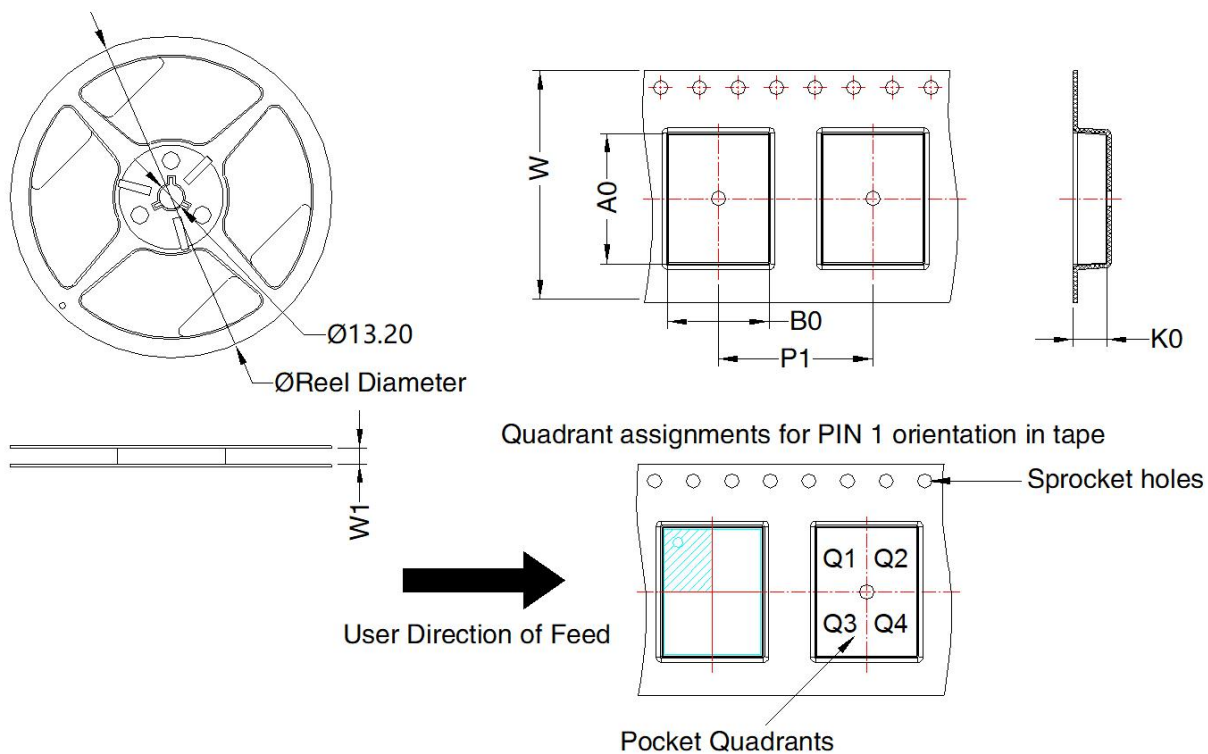 W
A0
B0
P1
K0
Ø13.20
ØReel Diameter
W1
Quadrant assignments for PIN 1 orientation in tape
Sprocket holes
Q1 Q2
Q3 Q4
User Direction of Feed
Pocket Quadrants